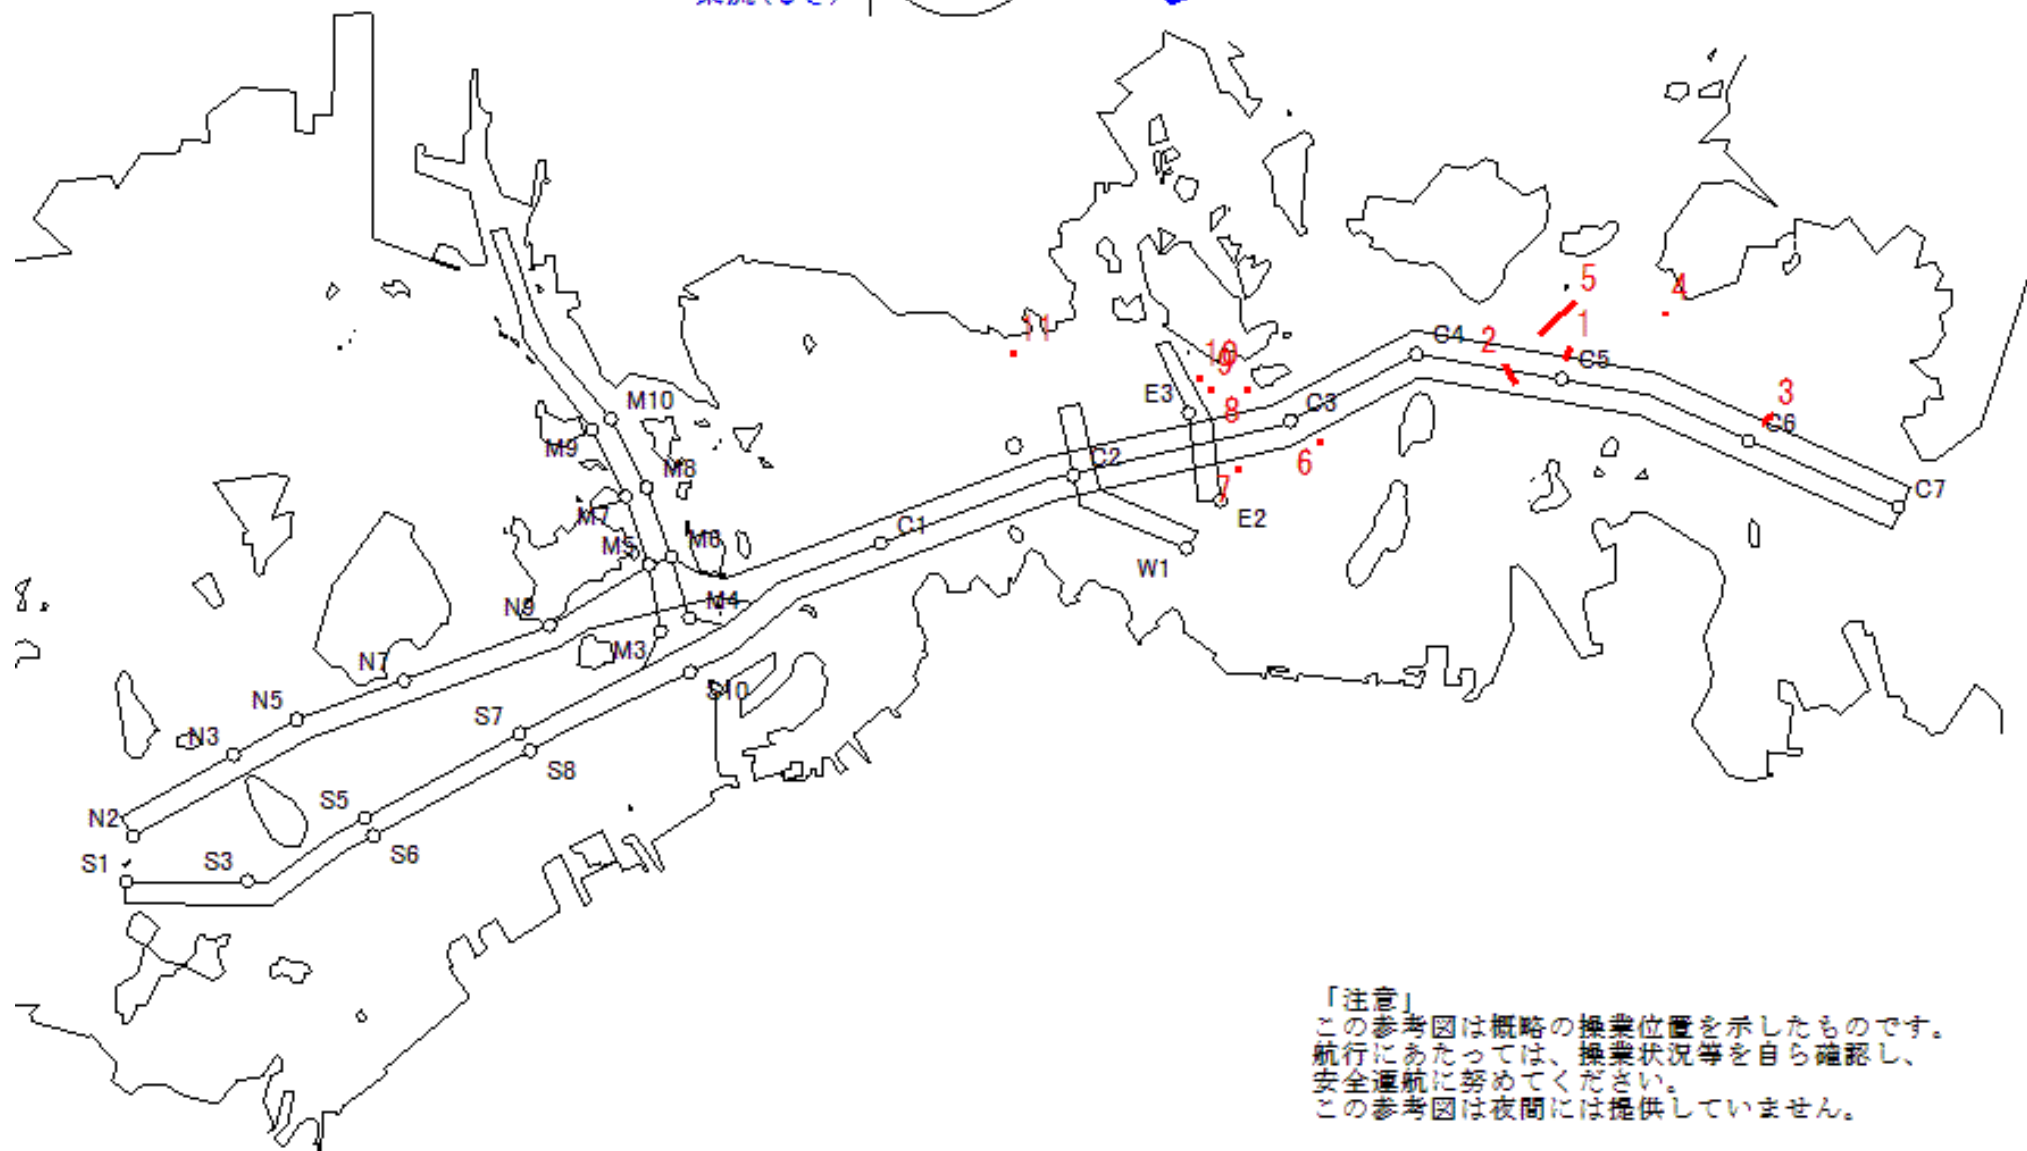 11
5
4
1
2
C4
C5
10
9
E3
3
M10
8
C3
C6
M9
M8
C2
6
7
C7
M7
C1
E2
M5
M6
W1
N9
M4
M3
N7
S10
N5
S7
N3
S8
S5
N2
S6
S1
S3
「注意」
この参考図は概略の操業位置を示したものです。
航行にあたっては、操業状況等を自ら確認し、
安全運航に努めてください。
この参考図は夜間には提供していません。